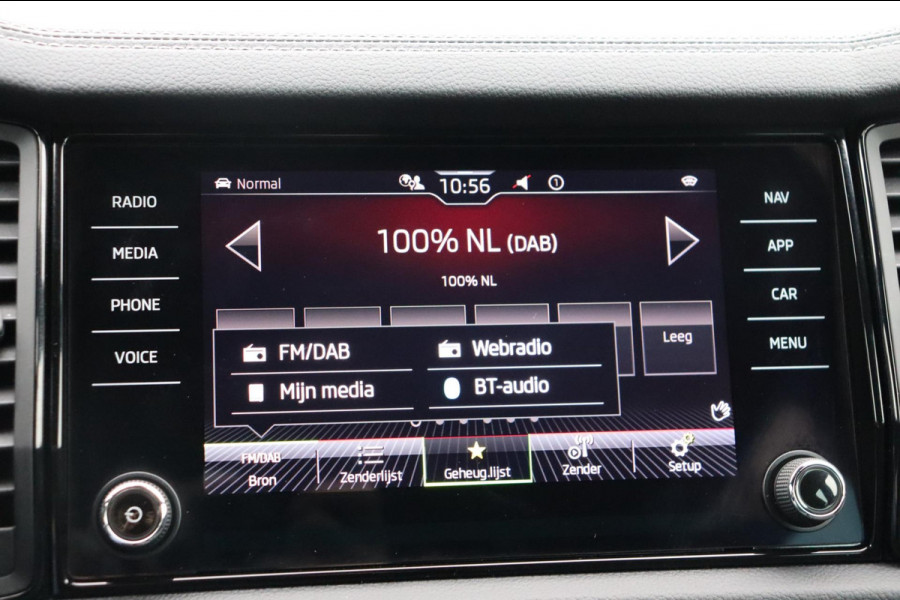 RADIO
MEDIA
PHONE
VOICE
Normal
10:56
1
100% NL (DAB)
100% NL
Leeg
FM/DAB
Webradio
Mijn media
BT-audio
FM/DAB
Bron
Zenderlijst
Geheug.lijst
Zender
Setup
NAV
APP
CAR
MENU